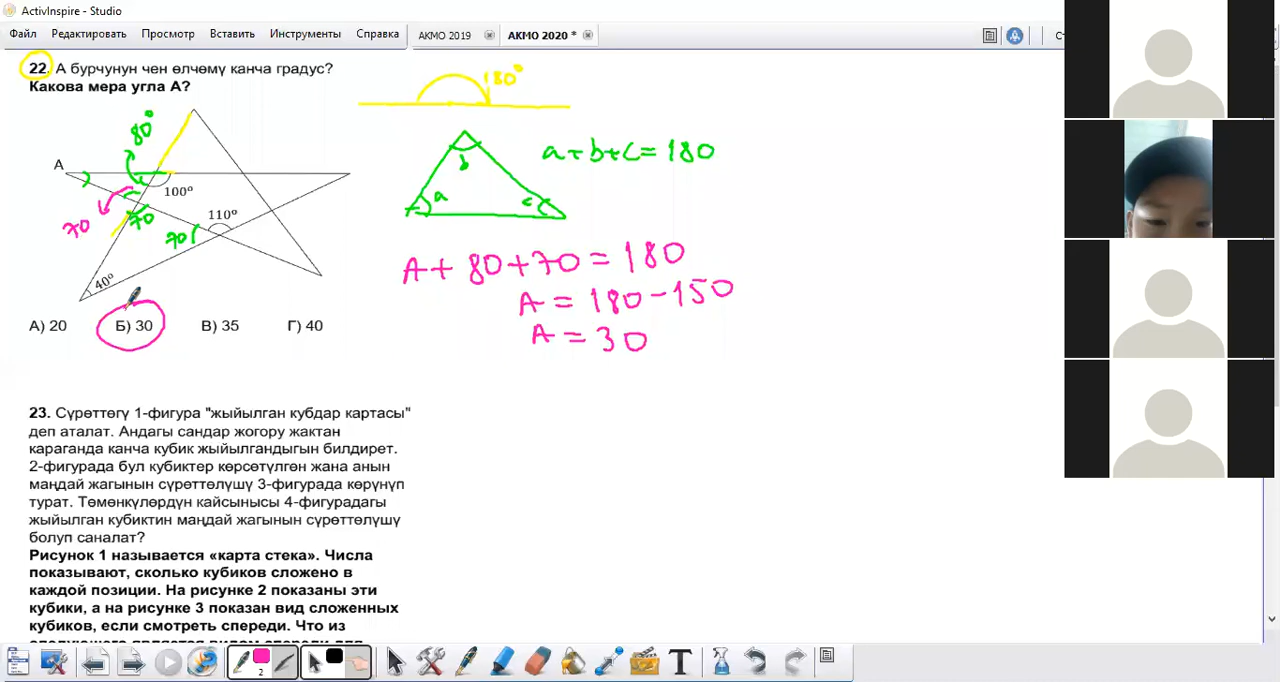 ActivInspire - Studio
Файл Редактировать Просмотр Вставить Инструменты Справка
АКМО 2019
АКМО 2020 *
22. А бурчунун чен өлчөмү канча градус?
Какова мера угла А?
180°
80°
A
100°
70
70
70
110°
40°
a
b
c
a+b+c=180
A+80+70=180
A=180-150
A=30
А) 20 Б) 30 В) 35 Г) 40
23. Сүрөттөгү 1-фигура "жыйылган кубдар картасы"
деп аталат. Андагы сандар жогору жактан
караганда канча кубик жыйылгандыгын билдирет.
2-фигурада бул кубиктер көрсөтүлгөн жана анын
маңдай жагынын сүрөттөлүшү 3-фигурада көрүнүп
турат. Төмөнкүлөрдүн кайсынысы 4-фигурадагы
жыйылган кубиктин маңдай жагынын сүрөттөлүшү
болуп саналат?
Рисунок 1 называется «карта стека». Числа
показывают, сколько кубиков сложено в
каждой позиции. На рисунке 2 показаны эти
кубики, а на рисунке 3 показан вид сложенных
кубиков, если смотреть спереди. Что из
2